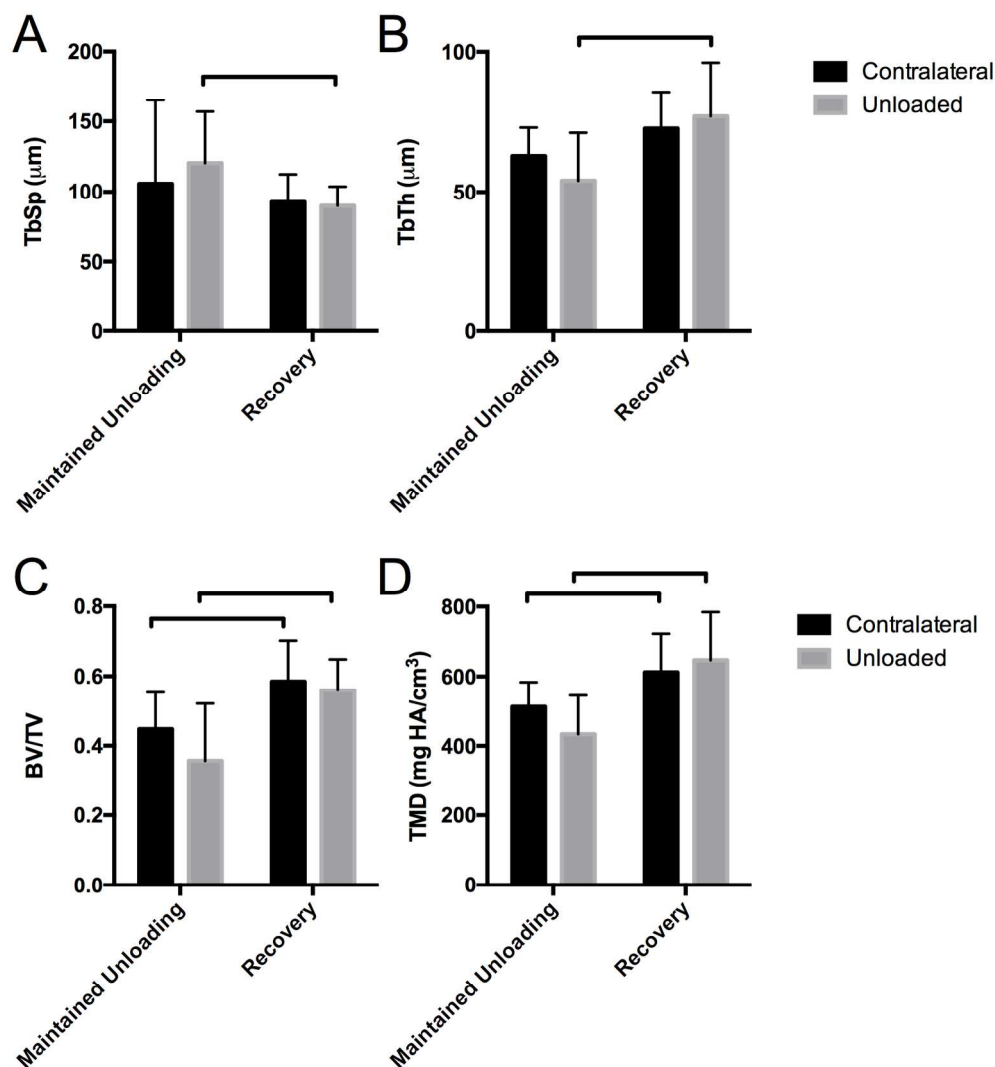 A
200
150
100
50
0
TbSp (μm)
Maintained Unloading
Recovery
B
100
50
0
TbTh (μm)
Maintained Unloading
Recovery
Contralateral
Unloaded
C
0.8
0.6
0.4
0.2
0.0
BV/TV
Maintained Unloading
Recovery
D
800
600
400
200
0
TMD (mg HA/cm³)
Maintained Unloading
Recovery
Contralateral
Unloaded